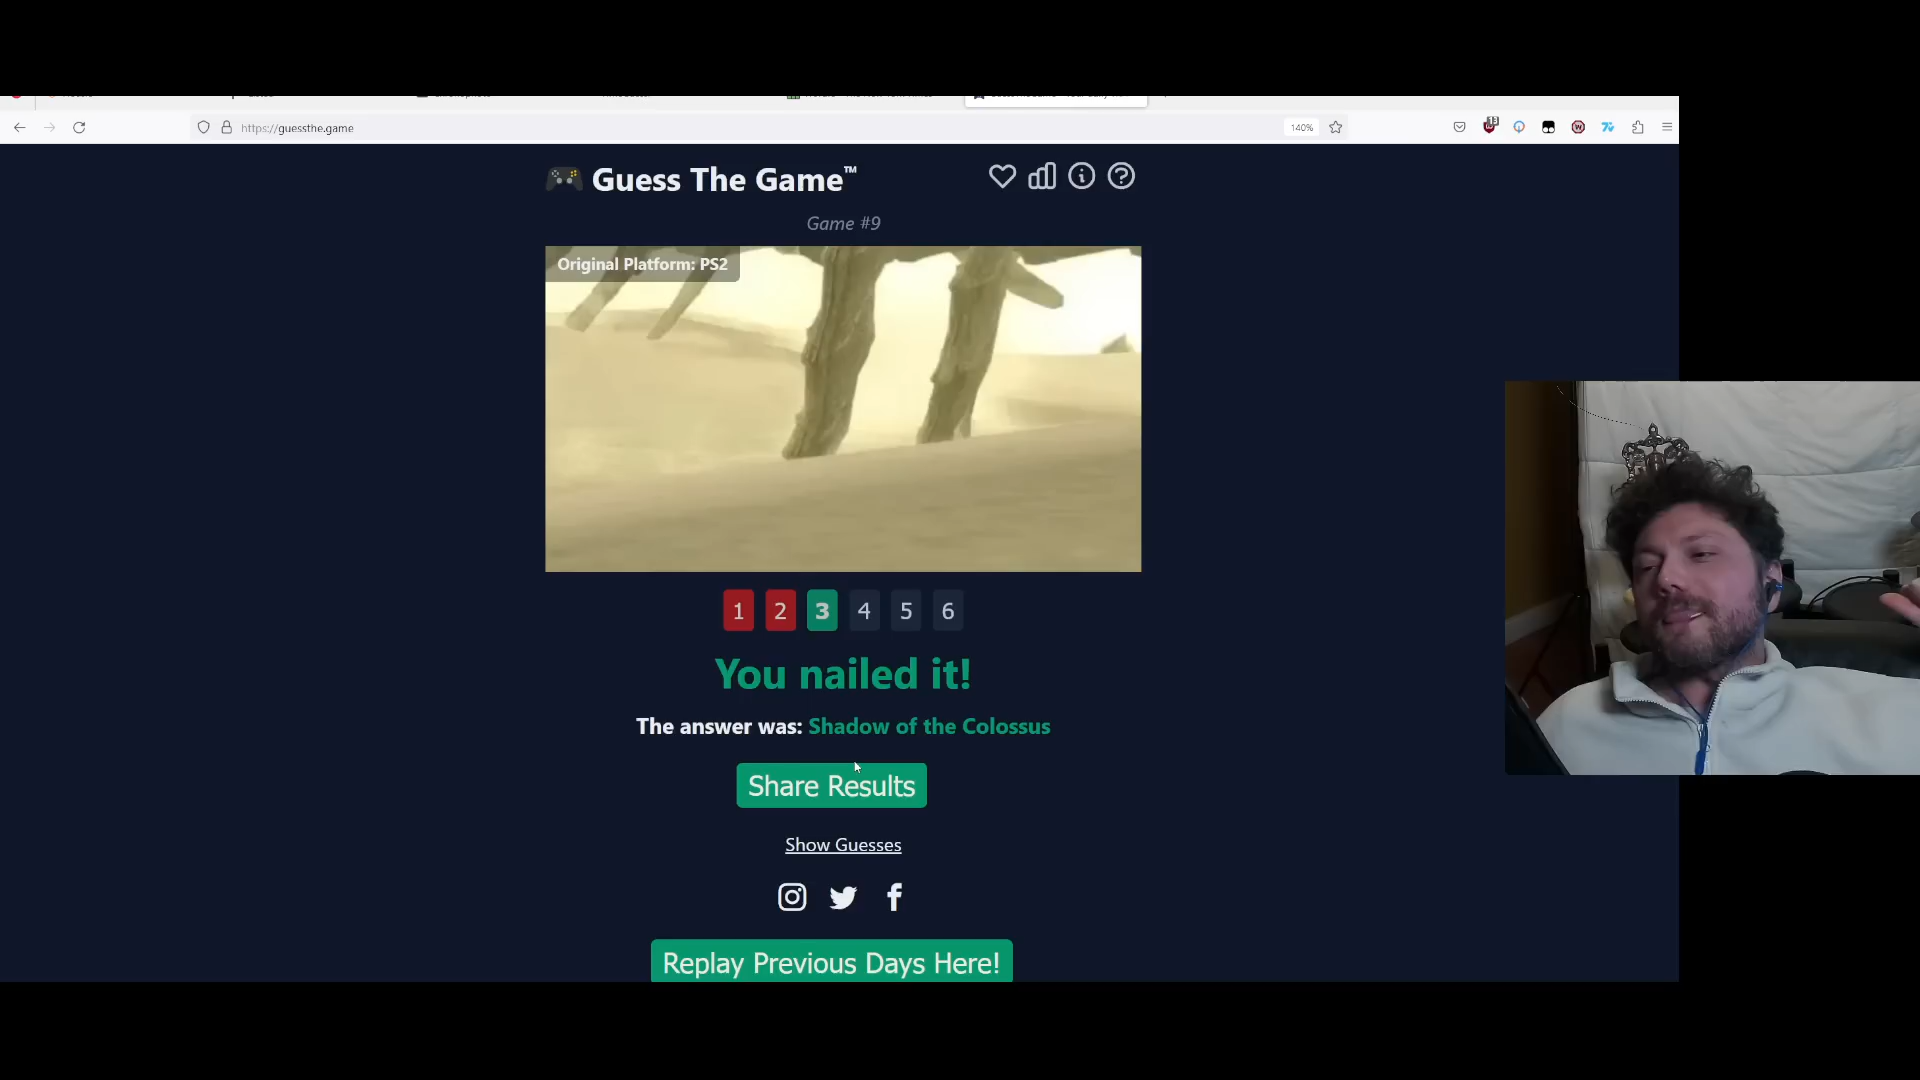 https://guessthe.game
140%
13
Guess The Game™
Game #9
Original Platform: PS2
1 2 3 4 5 6
You nailed it!
The answer was: Shadow of the Colossus
Share Results
Show Guesses
Replay Previous Days Here!